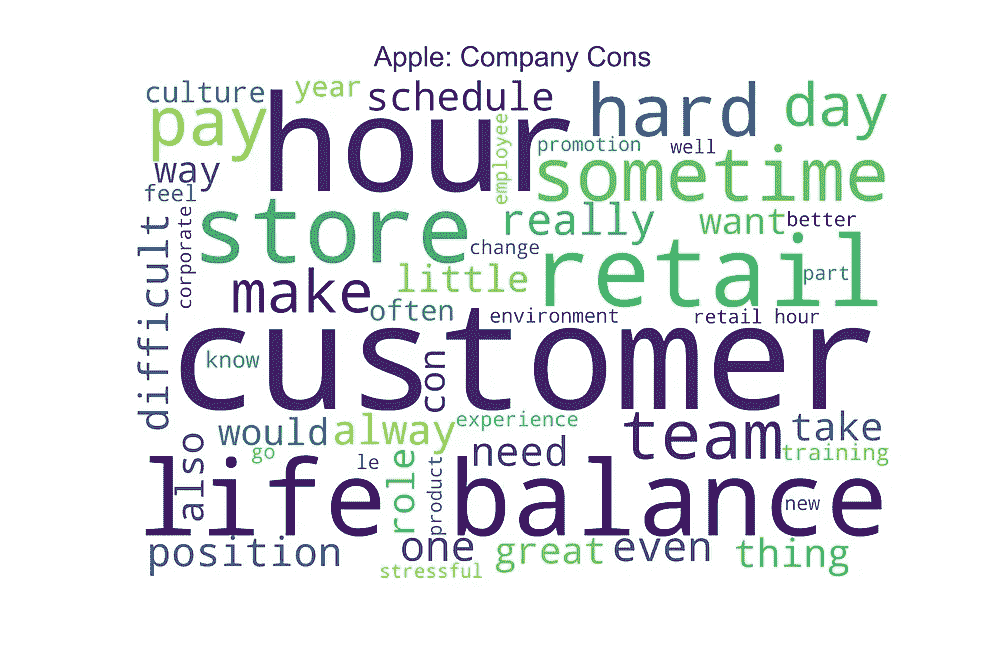 Apple: Company Cons
culture
year
schedule
hard
day
pay
hour
employee
promotion
well
way
sometime
feel
corporate
store
really
want
better
difficult
change
retail
part
make
little
often
environment
retail hour
customer
know
con
experience
would
alway
team
take
also
go
le
need
training
life balance
role
product
new
position
one
great
even
thing
stressful